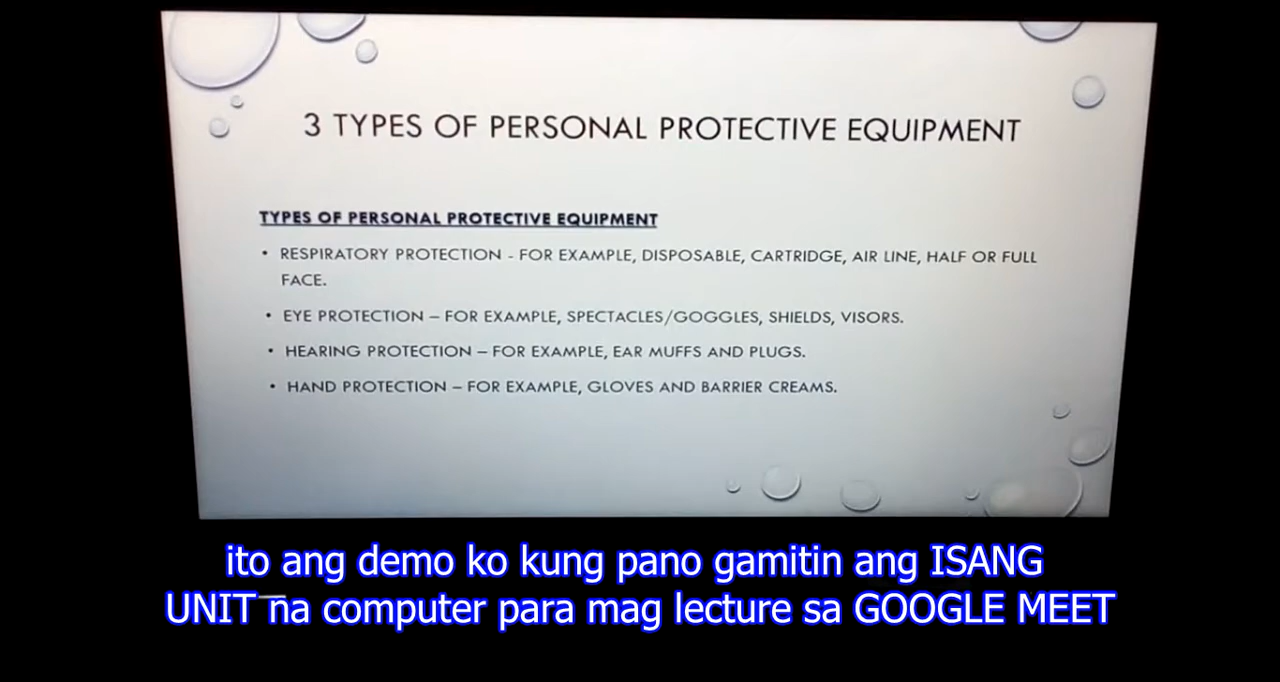 3 TYPES OF PERSONAL PROTECTIVE EQUIPMENT
TYPES OF PERSONAL PROTECTIVE EQUIPMENT
• RESPIRATORY PROTECTION - FOR EXAMPLE, DISPOSABLE, CARTRIDGE, AIR LINE, HALF OR FULL
FACE.
• EYE PROTECTION – FOR EXAMPLE, SPECTACLES/GOGGLES, SHIELDS, VISORS.
• HEARING PROTECTION – FOR EXAMPLE, EAR MUFFS AND PLUGS.
• HAND PROTECTION – FOR EXAMPLE, GLOVES AND BARRIER CREAMS.
ito ang demo ko kung pano gamitin ang ISANG
UNIT na computer para mag lecture sa GOOGLE MEET